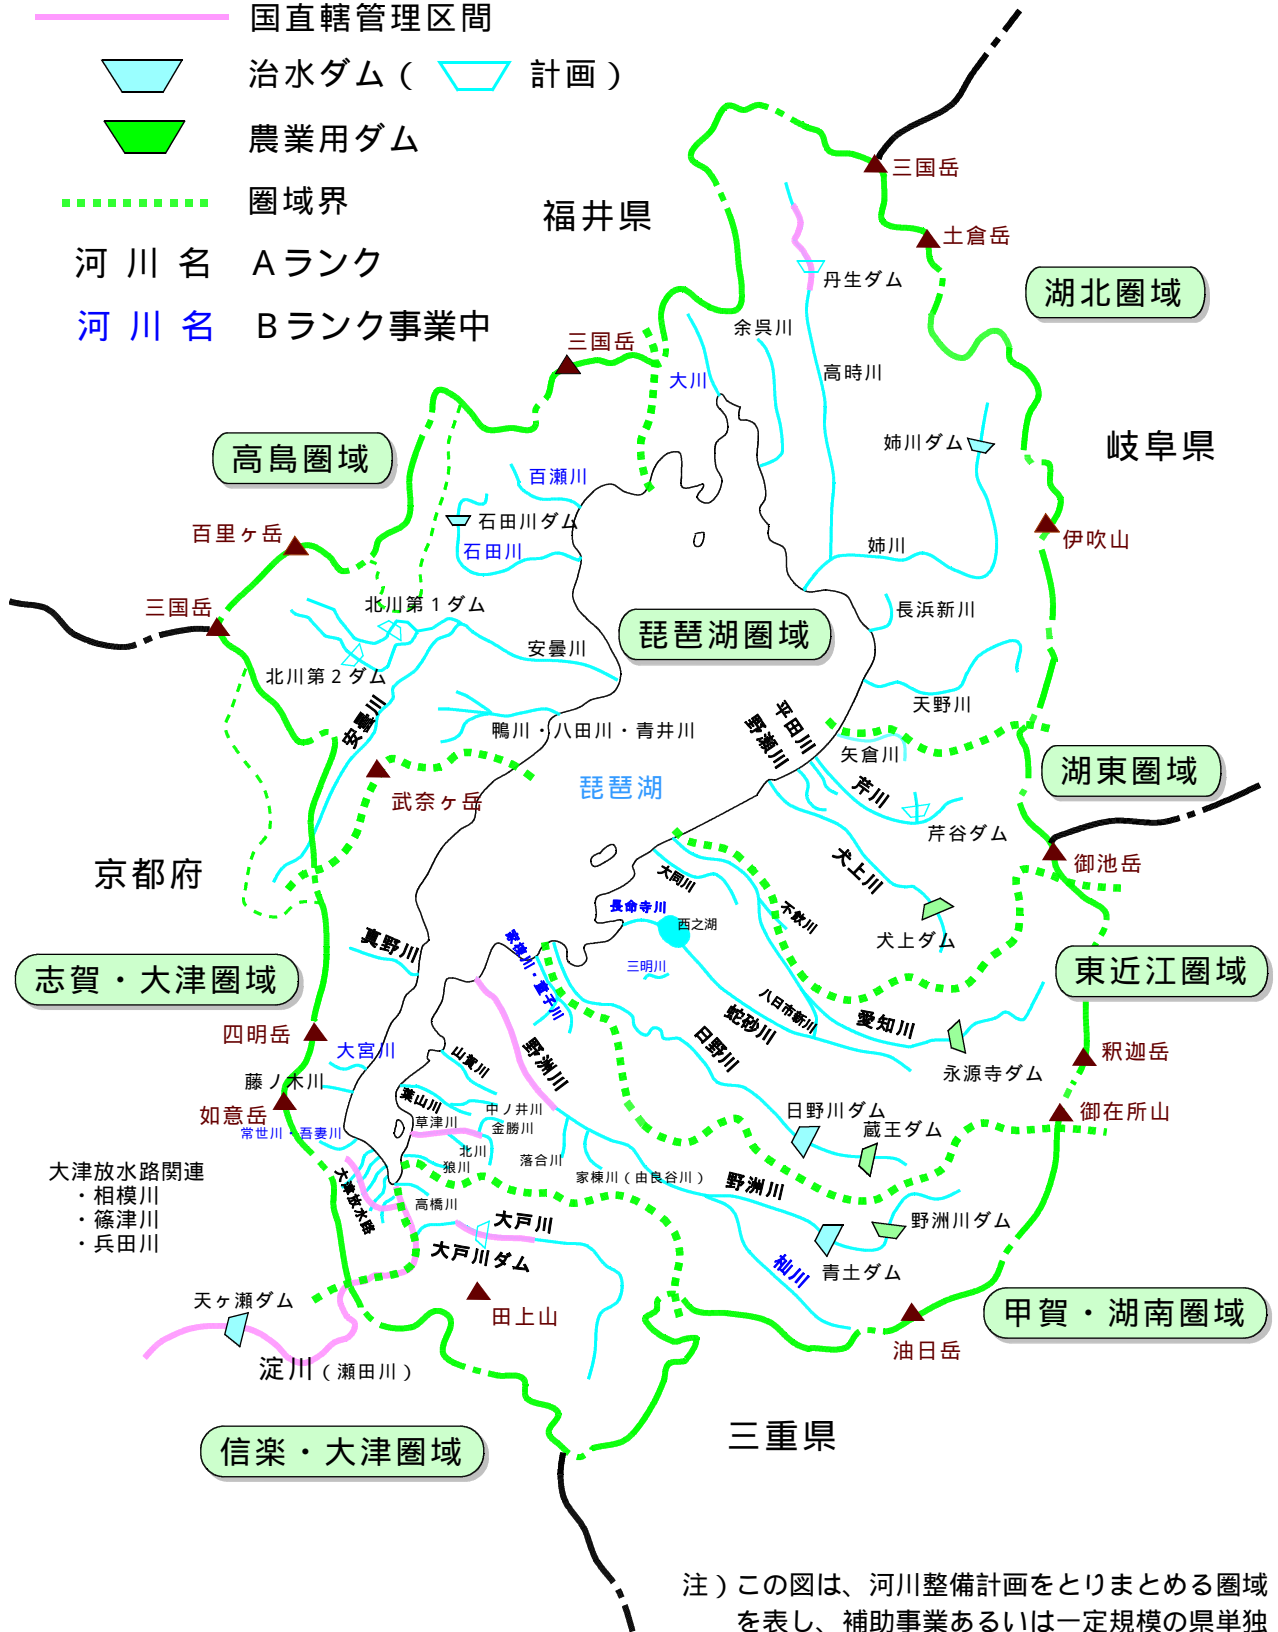 国直轄管理区間
治水ダム（ 計画）
農業用ダム
圏域界
河川名 Aランク
河川名 Bランク事業中
福井県
三国岳
土倉岳
湖北圏域
丹生ダム
余呉川
三国岳
大川
高時川
姉川ダム
岐阜県
高島圏域
百瀬川
石田川ダム
石田川
百里ヶ岳
伊吹山
姉川
三国岳
北川第1ダム
長浜新川
琵琶湖圏域
安曇川
北川第2ダム
天野川
安曇川
鴨川・八田川・青井川
平田川
野瀬川
矢倉川
湖東圏域
琵琶湖
武奈ヶ岳
芹川
芹谷ダム
京都府
御池岳
大同川
犬上川
長命寺川
西之湖
不飲川
犬上ダム
真野川
家棟川・童子川
三明川
東近江圏域
志賀・大津圏域
八日市新川
蛇砂川
愛知川
日野川
四明岳
大宮川
山賀川
野洲川
釈迦岳
永源寺ダム
藤ノ木川
葉山川
中ノ井川
日野川ダム
御在所山
如意岳
草津川
金勝川
蔵王ダム
常世川・吾妻川
北川
狼川
落合川
家棟川（由良谷川）
野洲川
大津放水路関連
・相模川
・篠津川
・兵田川
大津放水路
高橋川
大戸川
野洲川ダム
大戸川ダム
杣川
青土ダム
天ヶ瀬ダム
田上山
甲賀・湖南圏域
油日岳
淀川（瀬田川）
信楽・大津圏域
三重県
注）この図は、河川整備計画をとりまとめる圏域
を表し、補助事業あるいは一定規模の県単独